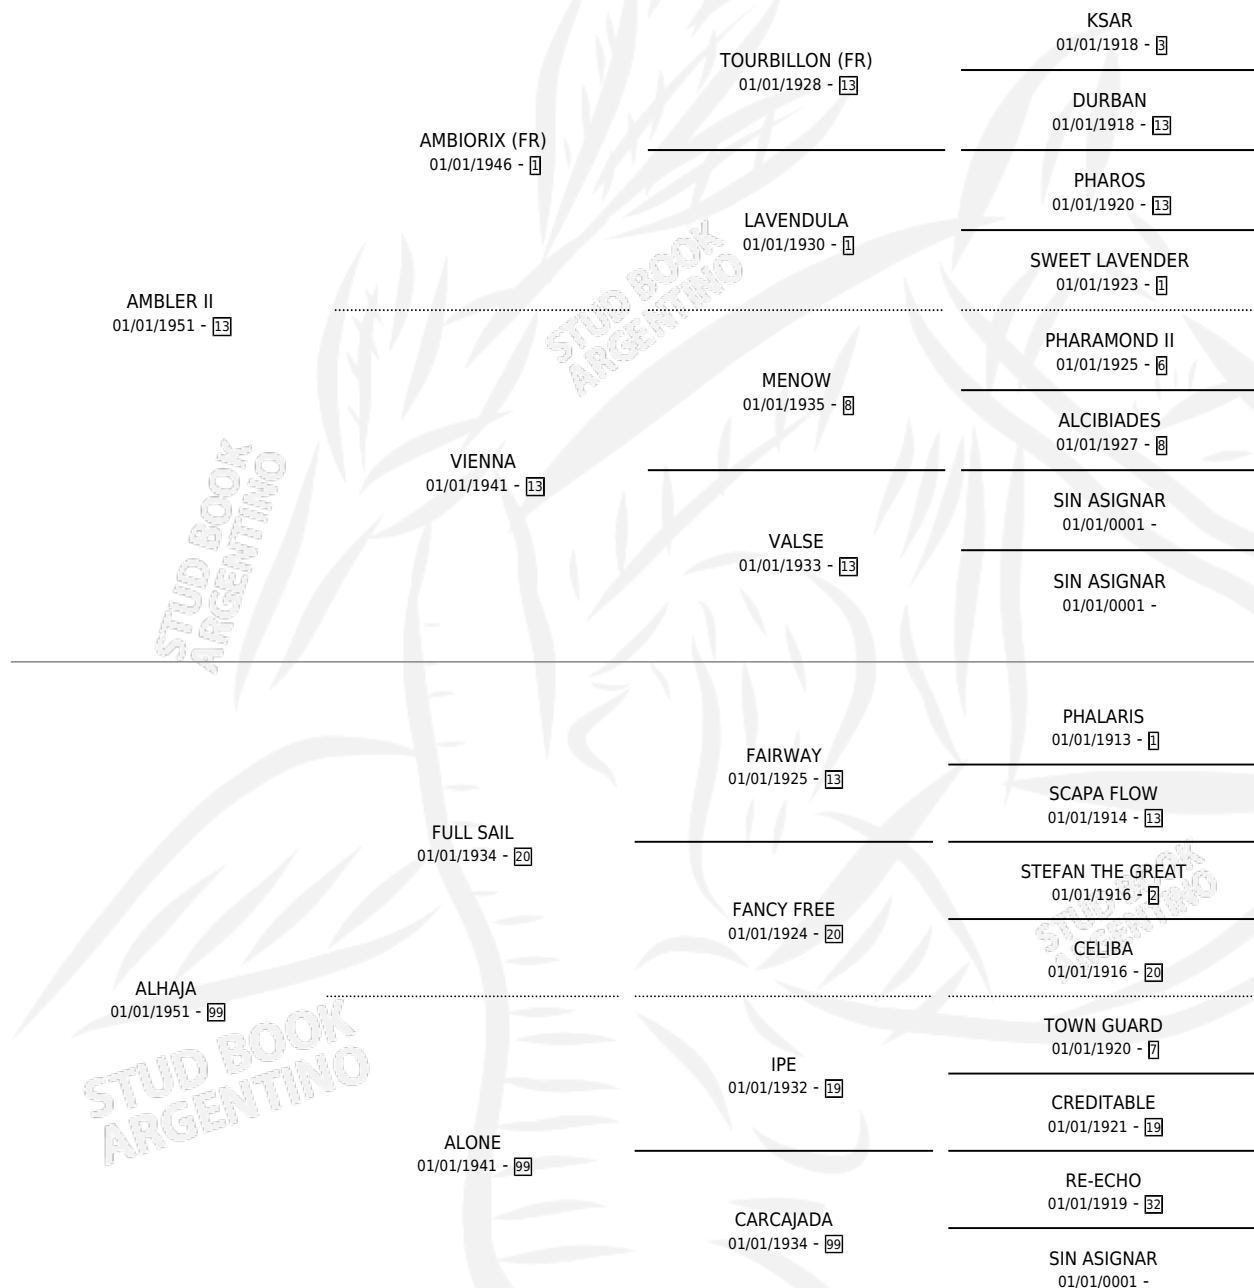 KSAR
01/01/1918 - 3
TOURBILLON (FR)
01/01/1928 - 13
DURBAN
01/01/1918 - 13
AMBIORIX (FR)
01/01/1946 - 1
PHAROS
01/01/1920 - 13
LAVENDULA
01/01/1930 - 1
SWEET LAVENDER
01/01/1923 - 1
AMBLER II
01/01/1951 - 13
PHARAMOND II
01/01/1925 - 6
MENOW
01/01/1935 - 8
ALCIBIADES
01/01/1927 - 8
VIENNA
01/01/1941 - 13
SIN ASIGNAR
01/01/0001 -
VALSE
01/01/1933 - 13
SIN ASIGNAR
01/01/0001 -
PHALARIS
01/01/1913 - 1
FAIRWAY
01/01/1925 - 13
SCAPA FLOW
01/01/1914 - 13
FULL SAIL
01/01/1934 - 20
STEFAN THE GREAT
01/01/1916 - 2
FANCY FREE
01/01/1924 - 20
CELIBA
01/01/1916 - 20
ALHAJA
01/01/1951 - 99
TOWN GUARD
01/01/1920 - 7
IPE
01/01/1932 - 19
CREDITABLE
01/01/1921 - 19
ALONE
01/01/1941 - 99
RE-ECHO
01/01/1919 - 32
CARCAJADA
01/01/1934 - 99
SIN ASIGNAR
01/01/0001 -
STUD BOOK
ARGENTINO
STUD BOOK
ARGENTINO
STUD BOOK
ARGENTINO
STUD BOOK
ARGENTINO